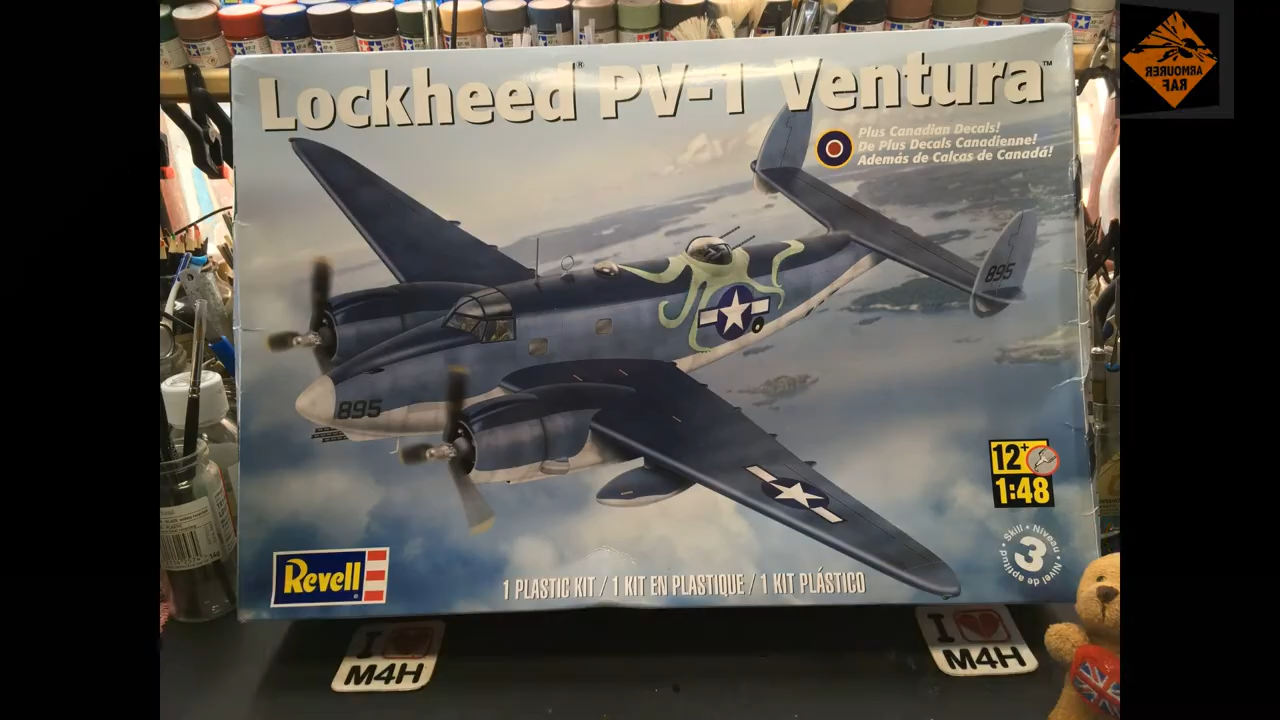 Lockheed® PV-1 Ventura™
Plus Canadian Decals!
De Plus Decals Canadienne!
Además de Calcas de Canadá!
ARMOURER
RAF
895
895
12+
1:48
Skill • Niveau • Nivel de aptitud •
3
Revell®
1 PLASTIC KIT / 1 KIT EN PLASTIQUE / 1 KIT PLÁSTICO
I
M4H
I
M4H